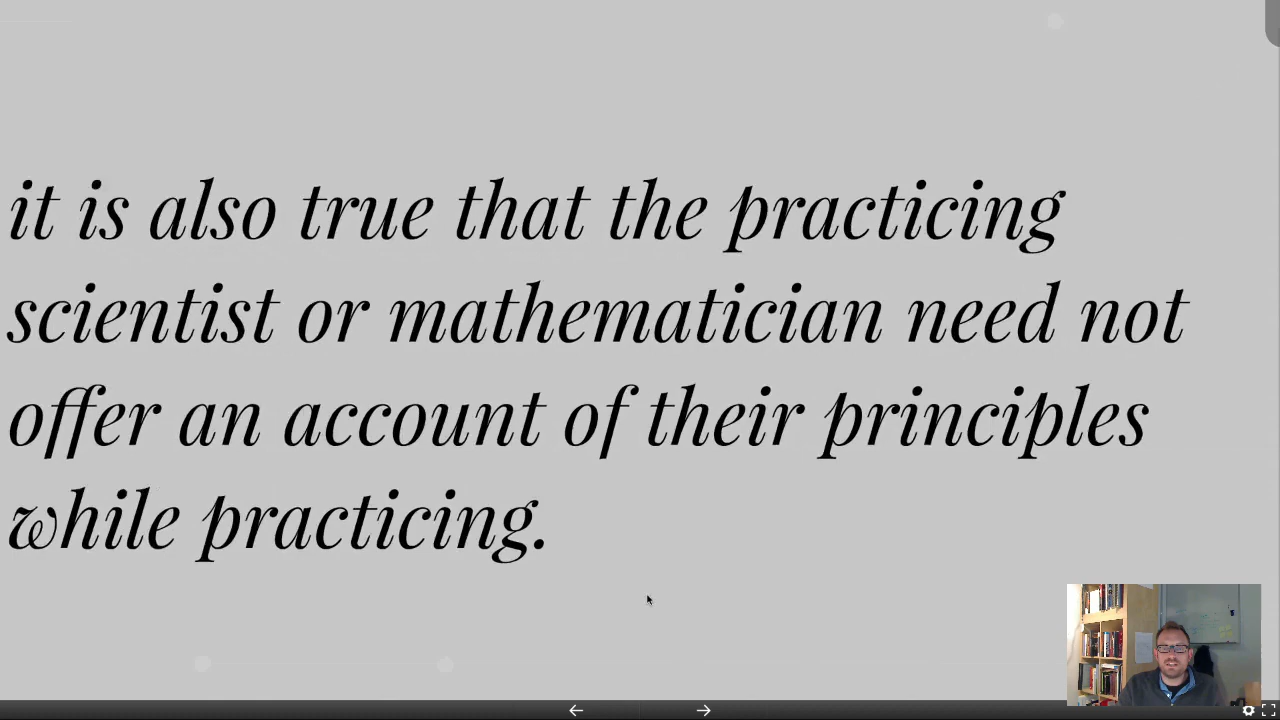 it is also true that the practicing
scientist or mathematician need not
offer an account of their principles
while practicing.